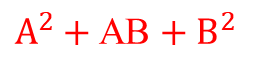 A² + AB + B²